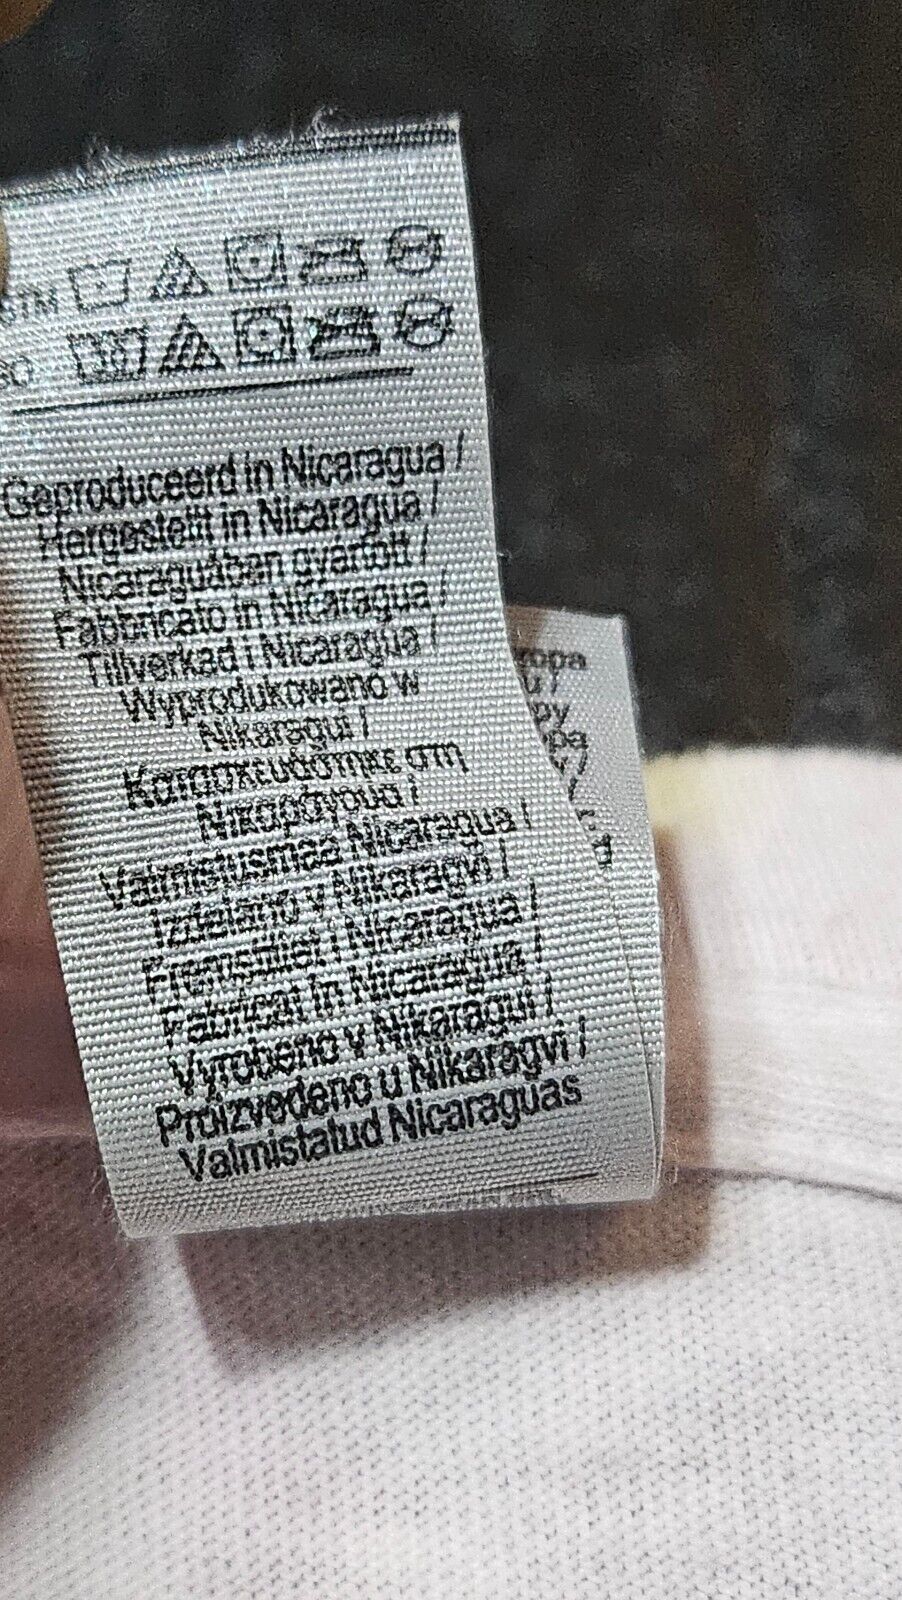 Geproduceerd in Nicaragua /
Hergestellt in Nicaragua /
Nicaraguában gyártott /
Fabbricato in Nicaragua /
Tillverkad i Nicaragua /
Wyprodukowano w
Nikaragui /
Κατασκευάστηκε στη
Νικαράγουα /
Valmistusmaa Nicaragua /
Izdelano v Nikaragvi /
Fremstillet i Nicaragua /
Fabricat în Nicaragua /
Vyrobeno v Nikaragui /
Proizvedeno u Nikaragvi /
Valmistatud Nicaraguas